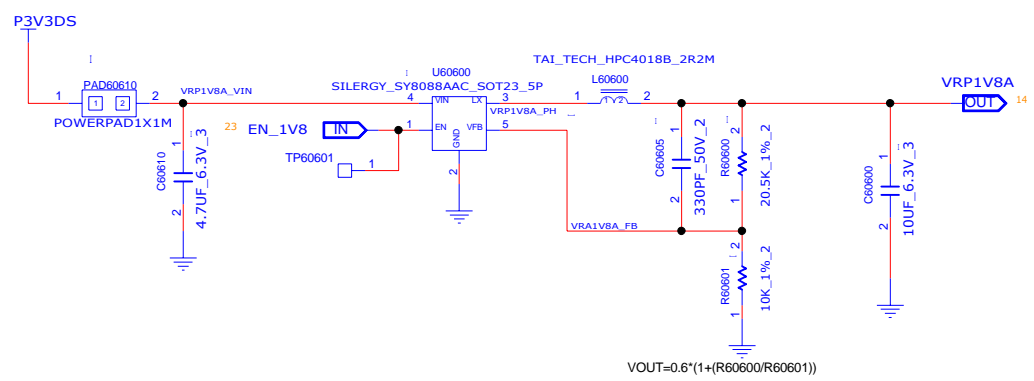 P3V3DS
PAD60610
1
1
2
2
POWERPAD1X1M
VRP1V8A_VIN
C60610
4.7UF_6.3V_3
1
2
23
EN_1V8
IN
TP60601
1
U60600
SILERGY_SY8088AAC_SOT23_5P
4
VIN
LX
3
VRP1V8A_PH
1
EN
VFB
5
GND
2
TAI_TECH_HPC4018B_2R2M
L60600
1
1
2
2
C60605
330PF_50V_2
1
2
R60600
20.5K_1%_2
2
1
VRA1V8A_FB
R60601
10K_1%_2
2
1
C60600
10UF_6.3V_3
1
2
VRP1V8A
OUT
14
VOUT=0.6*(1+(R60600/R60601))